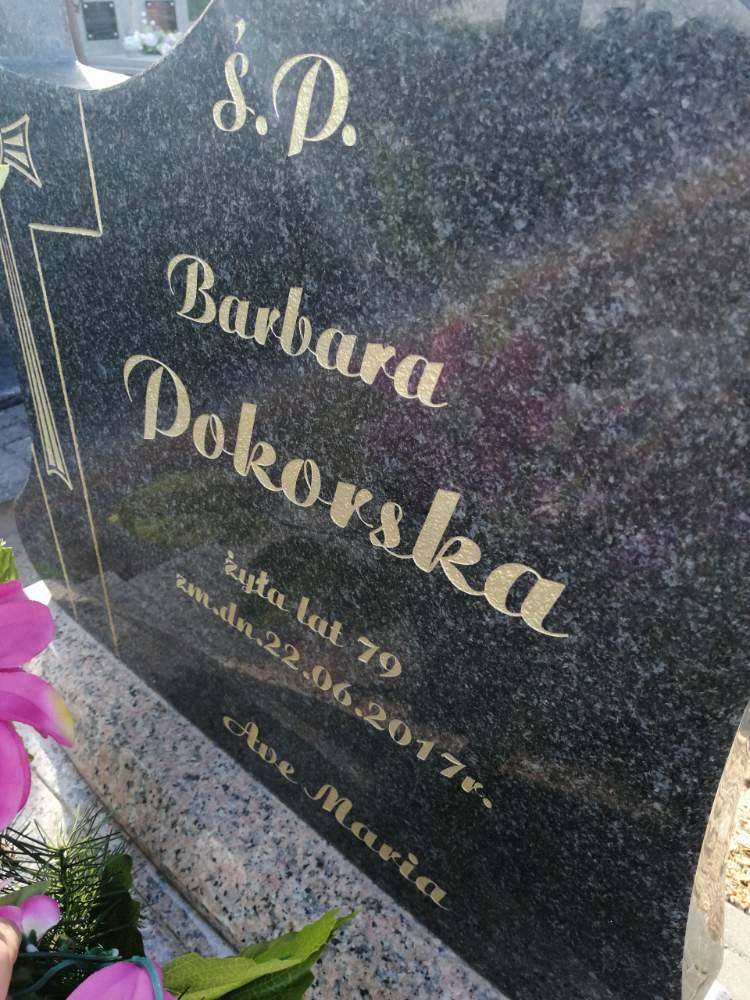 ś.P.
Barbara
Pokorska
żyła lat 79
zm.dn.22.06.2017r.
Ave Maria